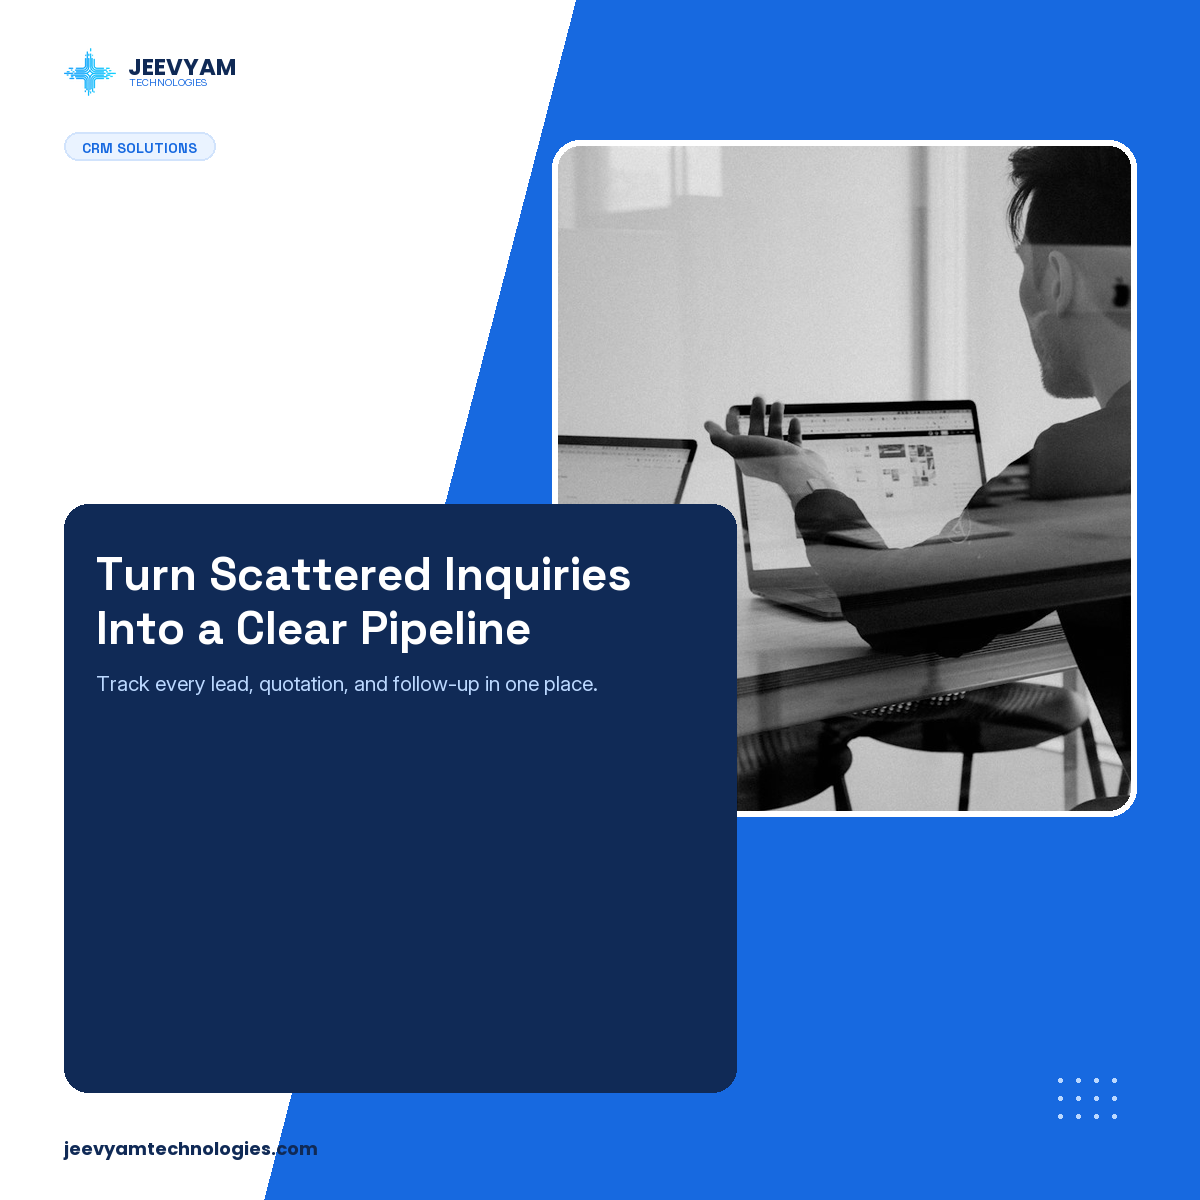 JEEVYAM
TECHNOLOGIES
CRM SOLUTIONS
Turn Scattered Inquiries
Into a Clear Pipeline
Track every lead, quotation, and follow-up in one place.
jeevyamtechnologies.com